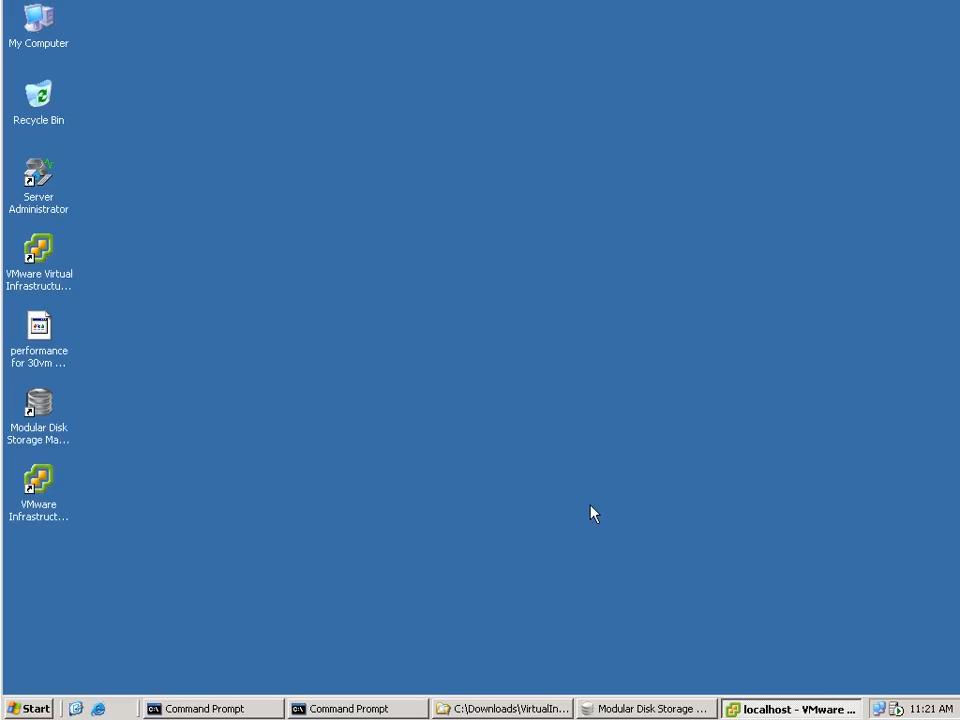 My Computer
Recycle Bin
Server
Administrator
VMware Virtual
Infrastructu...
performance
for 30vm ...
Modular Disk
Storage Ma...
VMware
Infrastruct...
Start
Command Prompt
Command Prompt
C:\Downloads\VirtualIn...
Modular Disk Storage ...
localhost - VMware ...
11:21 AM